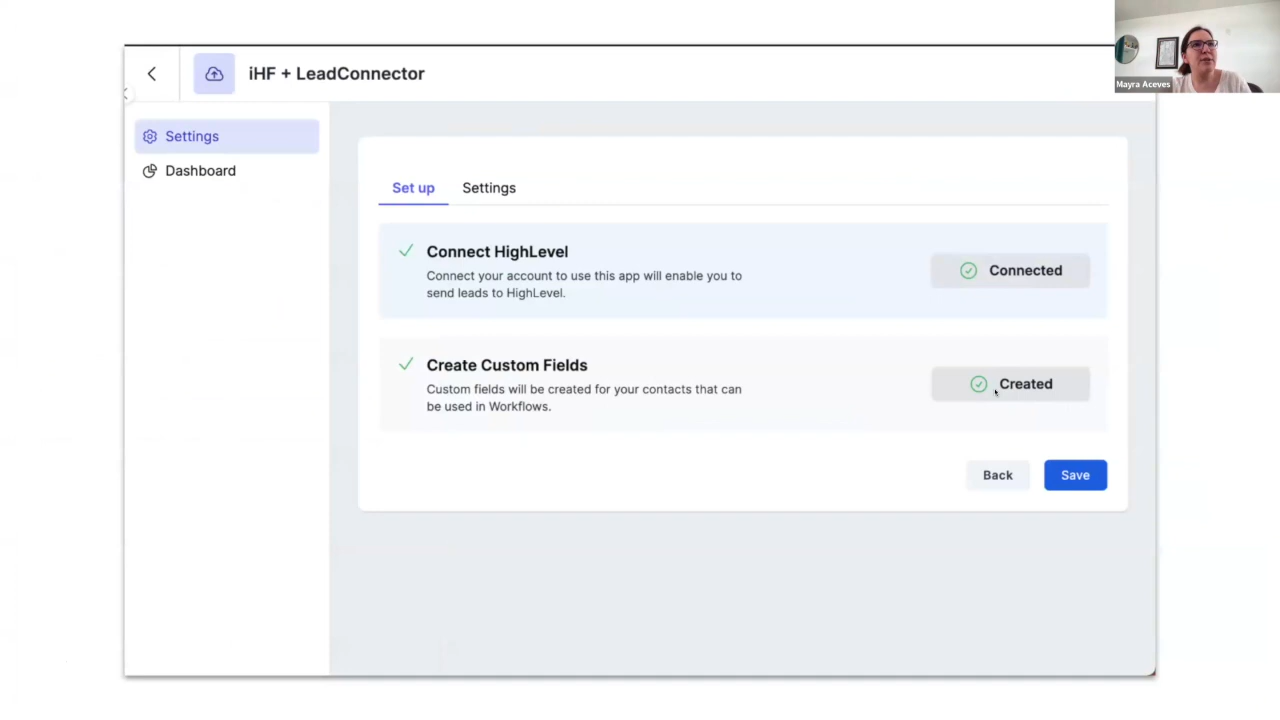 iHF + LeadConnector
Mayra Aceves
Settings
Dashboard
Set up
Settings
Connect HighLevel
Connect your account to use this app will enable you to
send leads to HighLevel.
Connected
Create Custom Fields
Custom fields will be created for your contacts that can
be used in Workflows.
Created
Back
Save